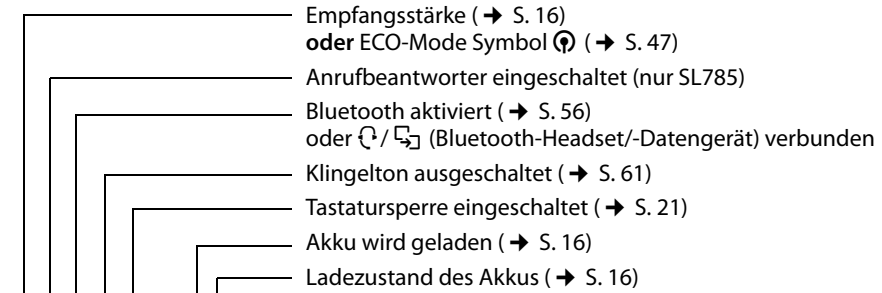 Empfangsstärke (➔ S. 16)
oder ECO-Mode Symbol (➔ S. 47)
Anrufbeantworter eingeschaltet (nur SL785)
Bluetooth aktiviert (➔ S. 56)
oder / (Bluetooth-Headset/-Datengerät) verbunden
Klingelton ausgeschaltet (➔ S. 61)
Tastatursperre eingeschaltet (➔ S. 21)
Akku wird geladen (➔ S. 16)
Ladezustand des Akkus (➔ S. 16)